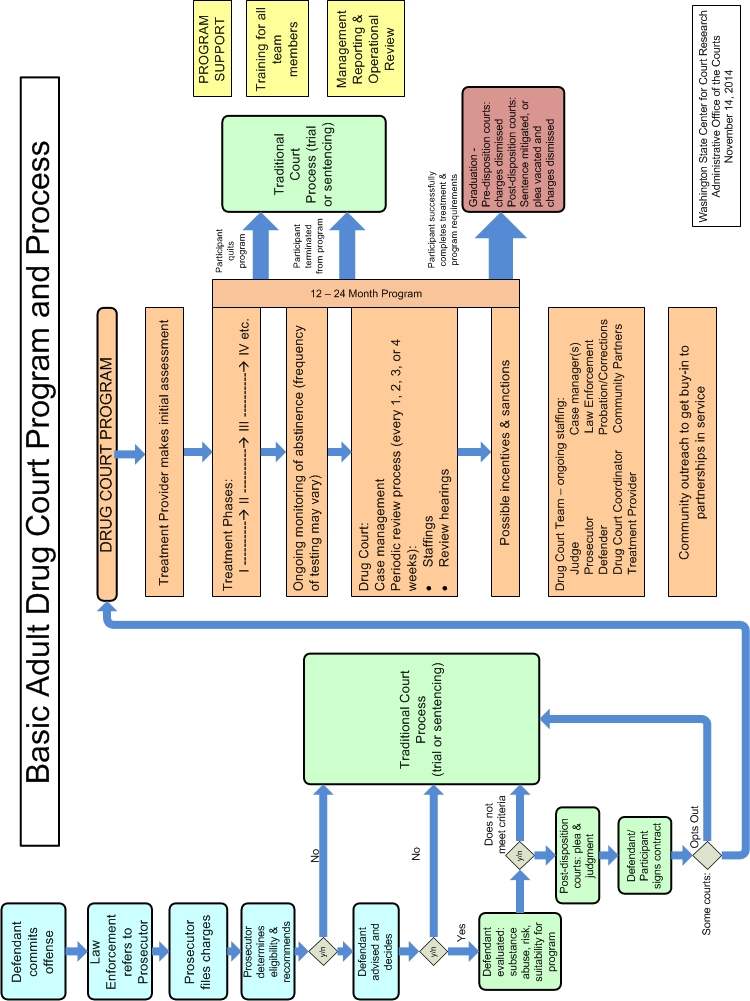 Basic Adult Drug Court Program and Process
Defendant
commits
offense
Law
Enforcement
refers to
Prosecutor
Prosecutor
files charges
Prosecutor
determines
eligibility &
recommends
y/n
No
Defendant
advised and
decides
y/n
No
Yes
Defendant
evaluated:
substance
abuse, risk,
suitability for
program
y/n
Does not
meet criteria
Post-disposition
courts: plea &
judgment
Defendant/
Participant
signs contract
Some courts:
Opts Out
Traditional Court
Process
(trial or sentencing)
DRUG COURT PROGRAM
Treatment Provider makes initial assessment
Treatment Phases:
I ----------→ II ----------→ III ----------→ IV etc.
Ongoing monitoring of abstinence (frequency
of testing may vary)
Drug Court:
Case management
Periodic review process (every 1, 2, 3, or 4
weeks):
• Staffings
• Review hearings
Possible incentives & sanctions
12 – 24 Month Program
Drug Court Team – ongoing staffing:
Judge Case manager(s)
Prosecutor Law Enforcement
Defender Probation/Corrections
Drug Court Coordinator Community Partners
Treatment Provider
Community outreach to get buy-in to
partnerships in service
Participant
quits
program
Participant
terminated
from program
Participant successfully
completes treatment &
program requirements
Traditional
Court
Process (trial
or sentencing)
Graduation -
Pre-disposition courts:
charges dismissed
Post-disposition courts:
Sentence mitigated, or
plea vacated and
charges dismissed
PROGRAM
SUPPORT
Training for all
team
members
Management
Reporting &
Operational
Review
Washington State Center for Court Research
Administrative Office of the Courts
November 14, 2014